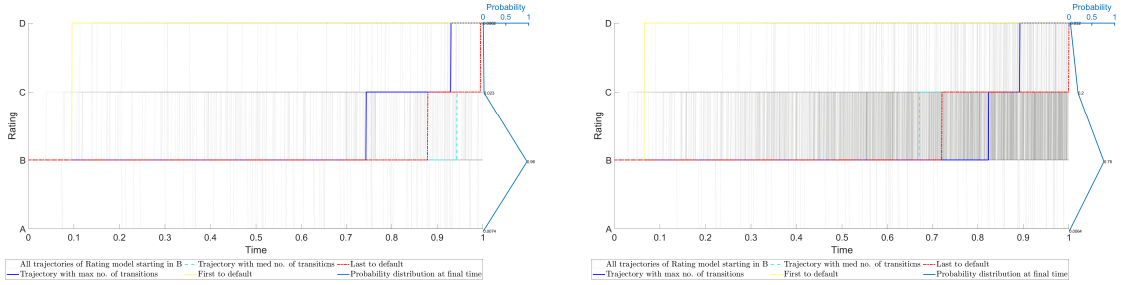 Probability
0 0.5 1
D
0.0062
C
0.023
Rating
B
0.96
A
0.0074
0 0.1 0.2 0.3 0.4 0.5 0.6 0.7 0.8 0.9 1
Time
All trajectories of Rating model starting in B
Trajectory with med no. of transitions
Last to default
Trajectory with max no. of transitions
First to default
Probability distribution at final time
Probability
0 0.5 1
D
C
0.2
Rating
B
0.76
A
0.0064
0 0.1 0.2 0.3 0.4 0.5 0.6 0.7 0.8 0.9 1
Time
All trajectories of Rating model starting in B
Trajectory with med no. of transitions
Last to default
Trajectory with max no. of transitions
First to default
Probability distribution at final time